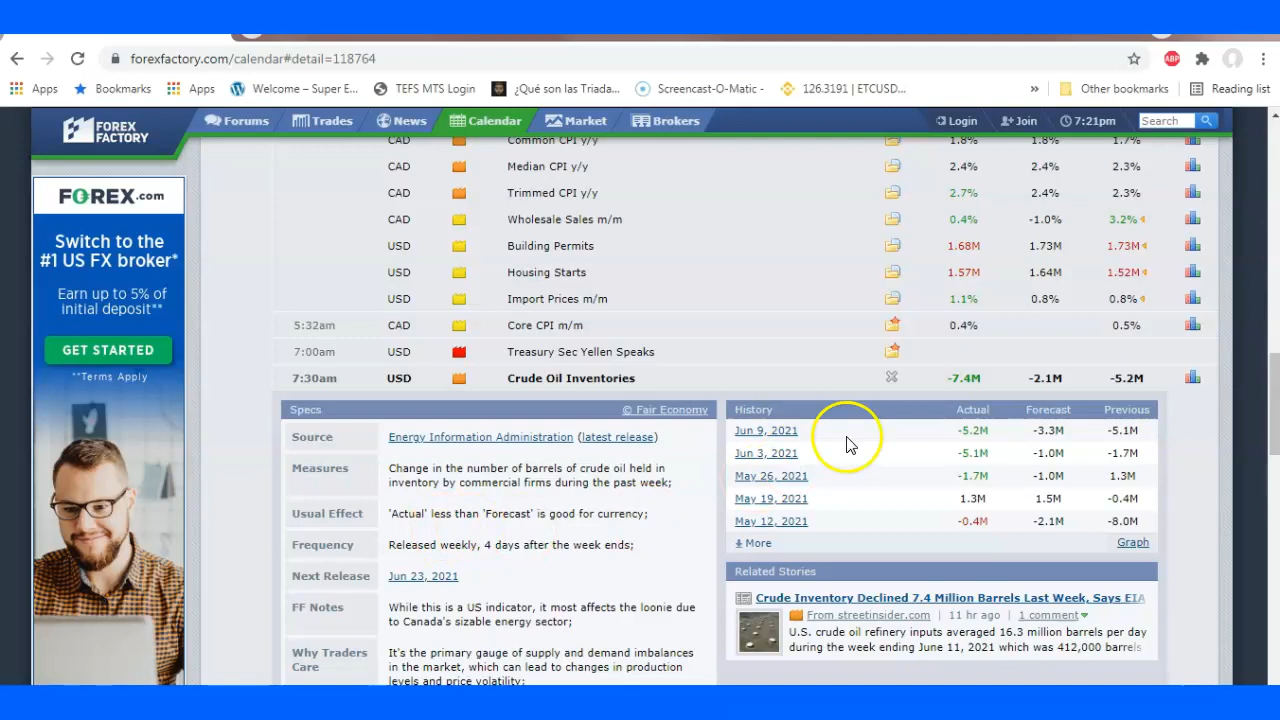 forexfactory.com/calendar#detail=118764
Apps Bookmarks Apps Welcome – Super E... TEFS MTS Login ¿Qué son las Triada... Screencast-O-Matic - 126.3191 | ETCUSD... » Other bookmarks Reading list
FOREX FACTORY Forums Trades News Calendar Market Brokers Login Join 7:21pm Search
CAD Common CPI y/y 1.8% 1.8% 1.7%
CAD Median CPI y/y 2.4% 2.4% 2.3%
CAD Trimmed CPI y/y 2.7% 2.4% 2.3%
CAD Wholesale Sales m/m 0.4% -1.0% 3.2%
USD Building Permits 1.68M 1.73M 1.73M
USD Housing Starts 1.57M 1.64M 1.52M
USD Import Prices m/m 1.1% 0.8% 0.8%
5:32am CAD Core CPI m/m 0.4% 0.5%
7:00am USD Treasury Sec Yellen Speaks
7:30am USD Crude Oil Inventories -7.4M -2.1M -5.2M
FOREX.com
Switch to the
#1 US FX broker*
Earn up to 5% of
initial deposit**
GET STARTED
**Terms Apply
Specs © Fair Economy
Source Energy Information Administration (latest release)
Measures Change in the number of barrels of crude oil held in
inventory by commercial firms during the past week;
Usual Effect 'Actual' less than 'Forecast' is good for currency;
Frequency Released weekly, 4 days after the week ends;
Next Release Jun 23, 2021
FF Notes While this is a US indicator, it most affects the loonie due
to Canada's sizable energy sector;
Why Traders Care It's the primary gauge of supply and demand imbalances
in the market, which can lead to changes in production
levels and price volatility;
History Actual Forecast Previous
Jun 9, 2021 -5.2M -3.3M -5.1M
Jun 3, 2021 -5.1M -1.0M -1.7M
May 26, 2021 -1.7M -1.0M 1.3M
May 19, 2021 1.3M 1.5M -0.4M
May 12, 2021 -0.4M -2.1M -8.0M
More Graph
Related Stories
Crude Inventory Declined 7.4 Million Barrels Last Week, Says EIA
From streetinsider.com | 11 hr ago | 1 comment
U.S. crude oil refinery inputs averaged 16.3 million barrels per day
during the week ending June 11, 2021 which was 412,000 barrels